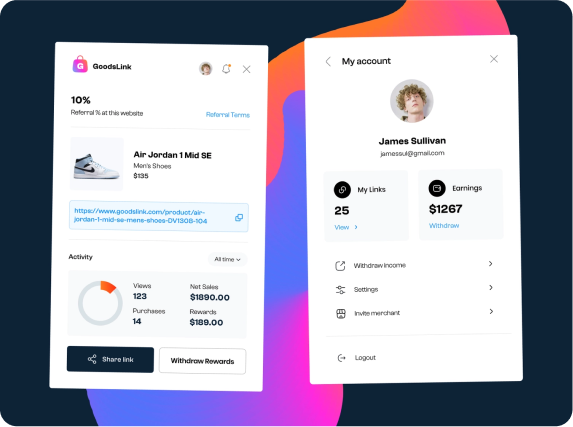 GoodsLink
10%
Referral % at this website
Referral Terms
Air Jordan 1 Mid SE
Men's Shoes
$135
https://www.goodslink.com/product/air-
jordan-1-mid-se-mens-shoes-DV1308-104
Activity
All time
Views
123
Net Sales
$1890.00
Purchases
14
Rewards
$189.00
Share link
Withdraw Rewards
My account
James Sullivan
jamessul@gmail.com
My Links
25
View
Earnings
$1267
Withdraw
Withdraw income
Settings
Invite merchant
Logout